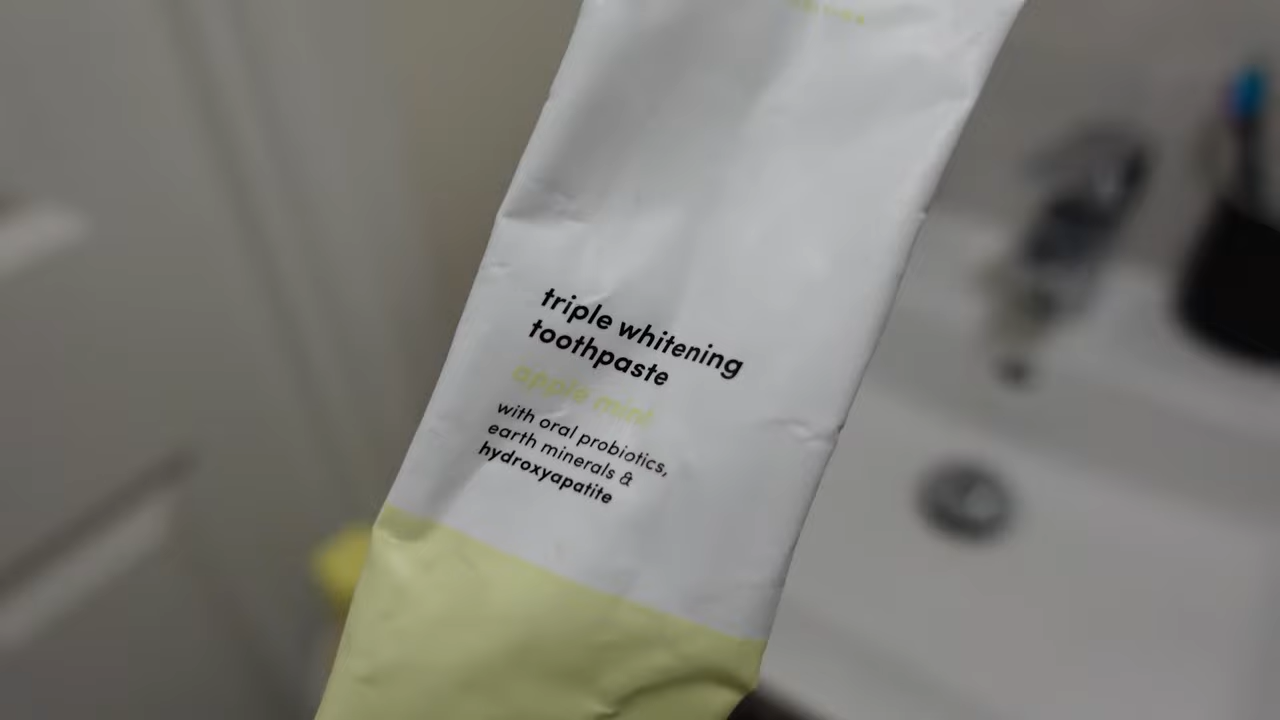 triple whitening
toothpaste
apple mint
with oral probiotics,
earth minerals &
hydroxyapatite